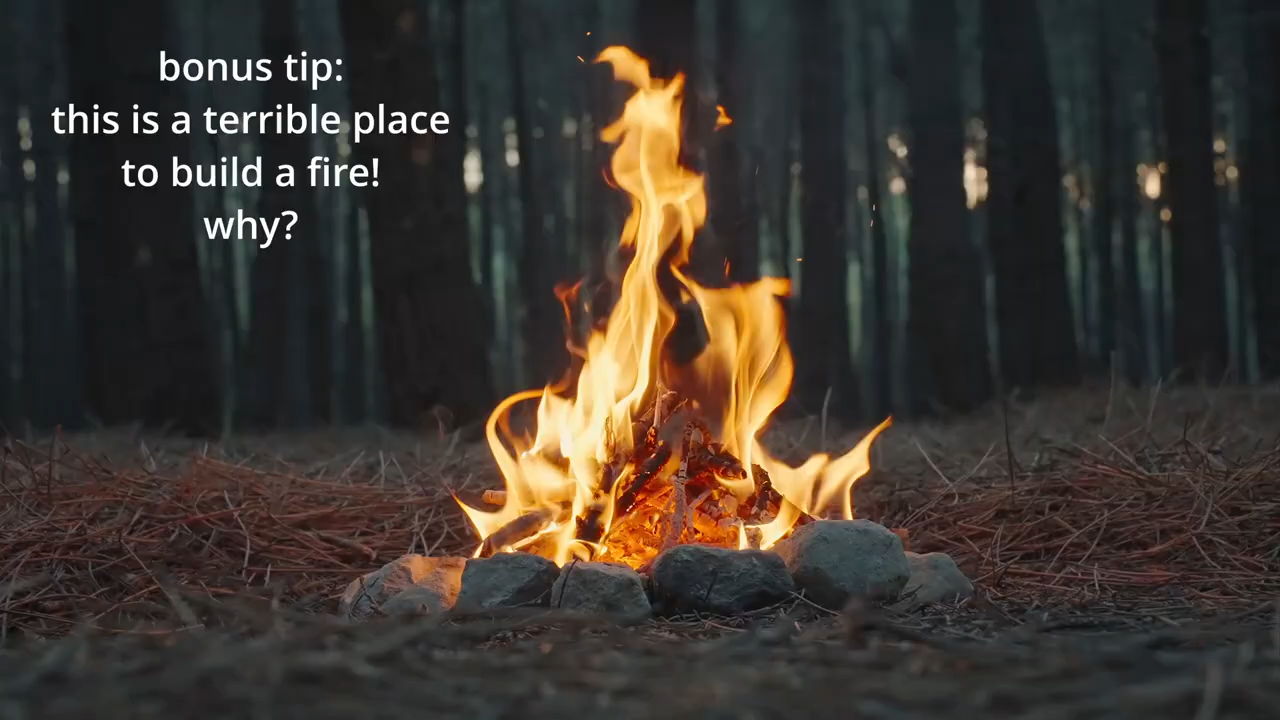 bonus tip:
this is a terrible place
to build a fire!
why?